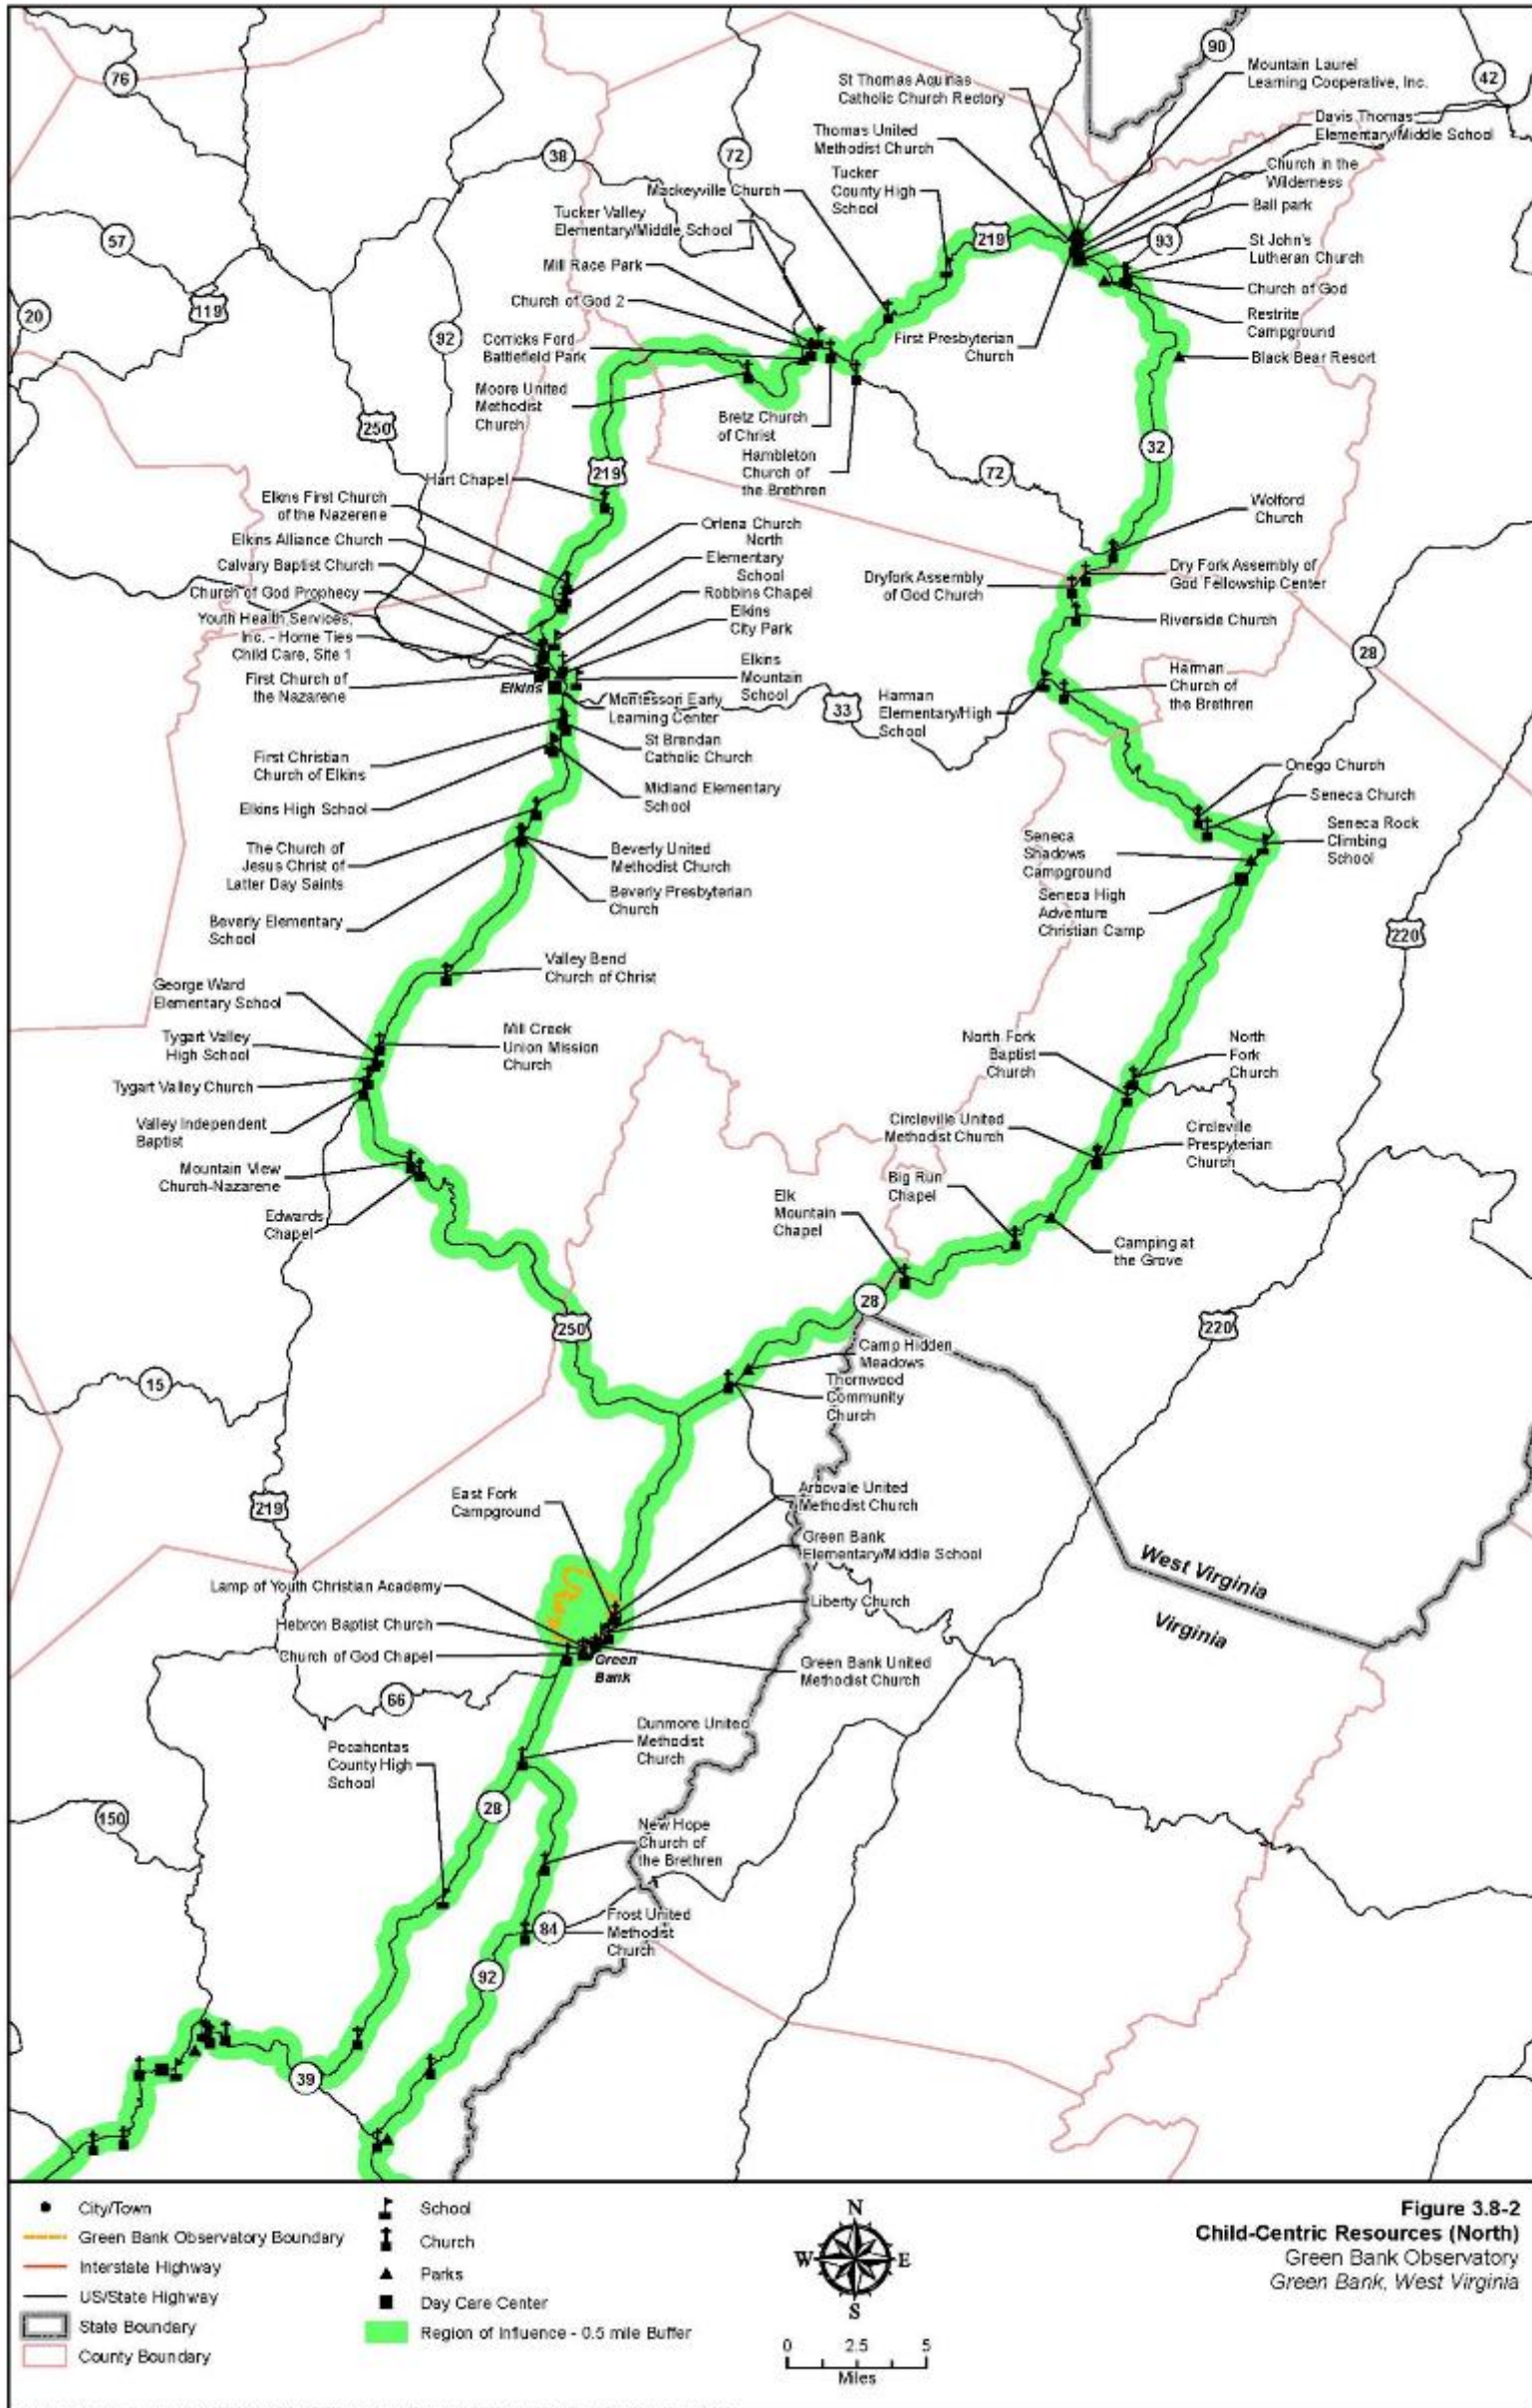 76
90
42
St Thomas Aquinas
Catholic Church Rectory
Mountain Laurel
Learning Cooperative, Inc.
Thomas United
Methodist Church
Davis Thomas
Elementary/Middle School
38
72
Tucker
County High
School
Church in the
Wilderness
Mackeyville Church
Ball park
Tucker Valley
Elementary/Middle School
57
219
93
St John's
Lutheran Church
Mill Race Park
Church of God
Church of God 2
20
119
92
Restrite
Campground
Corricks Ford
Battlefield Park
First Presbyterian
Church
Black Bear Resort
Moore United
Methodist
Church
Bretz Church
of Christ
250
32
Hambleton
Church of
the Brethren
219
72
Hart Chapel
Elkns First Church
of the Nazerene
Wolford
Church
Orlena Church
Elkins Alliance Church
North
Elementary
School
Calvary Baptist Church
Dry Fork Assembly of
God Fellowship Center
Dryfork Assembly
of God Church
Church of God Prophecy
Robbins Chapel
Youth Health Services,
Inc. - Home Ties
Child Care, Site 1
Elkins
City Park
Riverside Church
28
First Church of
the Nazarene
Elkins
Elkins
Mountain
School
Harman
Church of
the Brethren
Montessori Early
Learning Center
33
Harman
Elementary/High
School
First Christian
Church of Elkins
St Brendan
Catholic Church
Onego Church
Elkins High School
Midland Elementary
School
Seneca Church
Seneca Rock
Climbing
School
The Church of
Jesus Christ of
Latter Day Saints
Beverly United
Methodist Church
Seneca
Shadows
Campground
Beverly Presbyterian
Church
Seneca High
Adventure
Christian Camp
Beverly Elementary
School
220
Valley Bend
Church of Christ
George Ward
Elementary School
Mill Creek
Union Mission
Church
Tygart Valley
High School
North Fork
Baptist
Church
North
Fork
Church
Tygart Valley Church
Valley Independent
Baptist
Circleville United
Methodist Church
Circleville
Prespyterian
Church
Mountain View
Church-Nazarene
Big Run
Chapel
Elk
Mountain
Chapel
Edwards
Chapel
Camping at
the Grove
28
250
220
Camp Hidden
Meadows
15
Thornwood
Community
Church
219
East Fork
Campground
Arbovale United
Methodist Church
Green Bank
Elementary/Middle School
West Virginia
Virginia
Lamp of Youth Christian Academy
Liberty Church
Hebron Baptist Church
Church of God Chapel
Green
Bank
Green Bank United
Methodist Church
66
Dunmore United
Methodist
Church
Pocahontas
County High
School
28
150
New Hope
Church of
the Brethren
84
Frost United
Methodist
Church
92
39
City/Town
Green Bank Observatory Boundary
Interstate Highway
US/State Highway
State Boundary
County Boundary
School
Church
Parks
Day Care Center
Region of Influence - 0.5 mile Buffer
N
W
E
S
0 2.5 5
Miles
Figure 3.8-2
Child-Centric Resources (North)
Green Bank Observatory
Green Bank, West Virginia